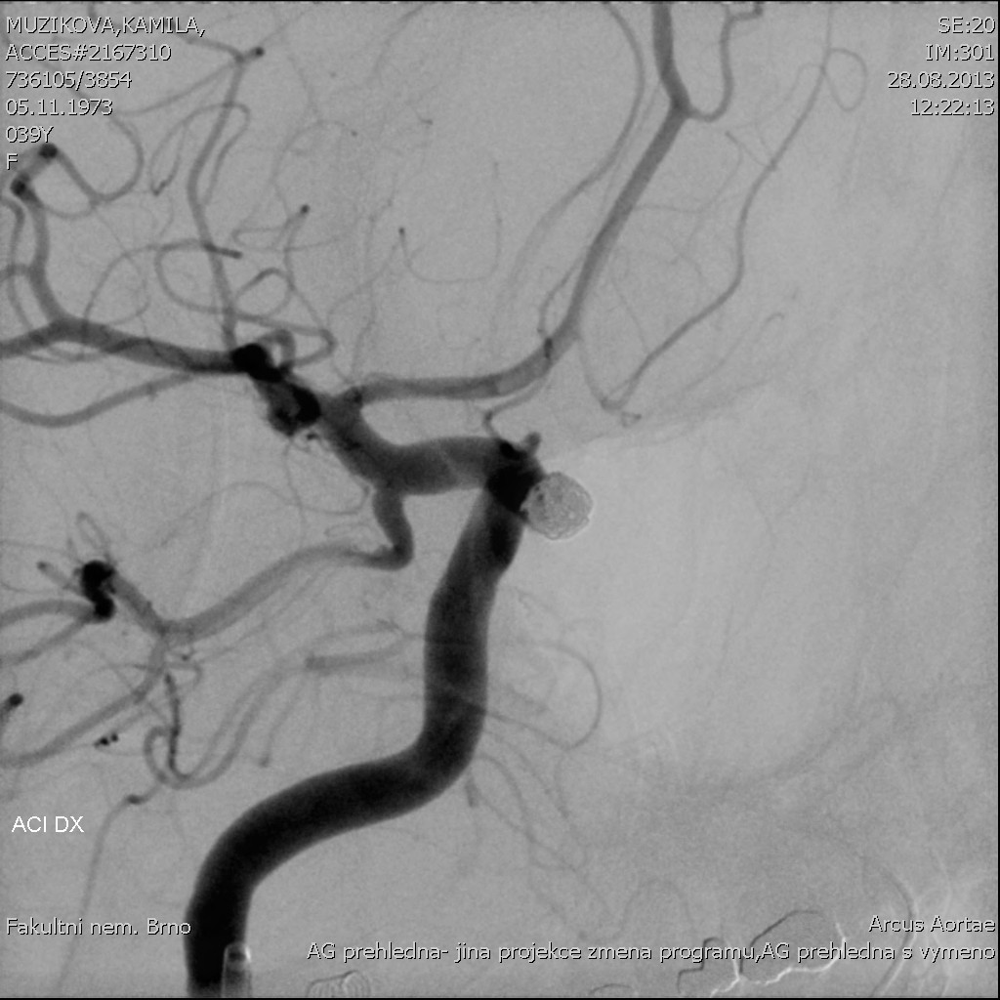 MUZIKOVA,KAMILA,
ACCES#2167310
736105/3854
05.11.1973
039Y
F
SE:20
IM:301
28.08.2013
12:22:13
ACI DX
Fakultni nem. Brno
Arcus Aortae
AG prehledna- jina projekce zmena programu,AG prehledna s vymeno